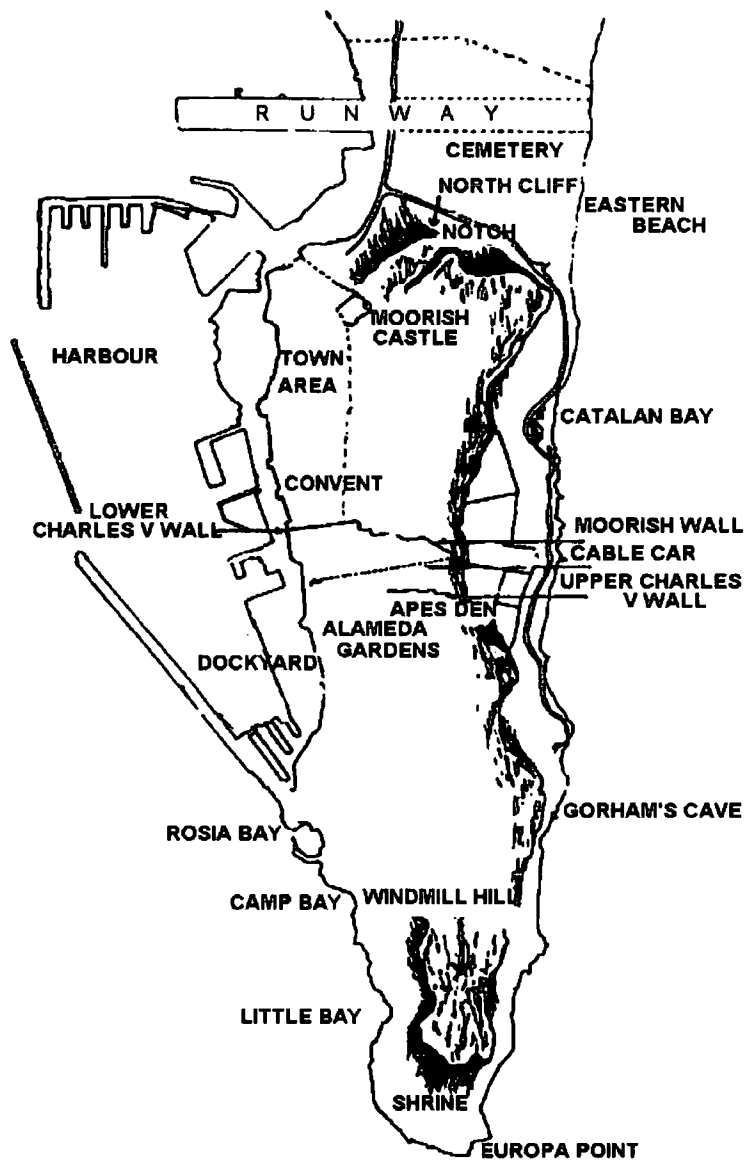 RUNWAY
CEMETERY
NORTH CLIFF
EASTERN
BEACH
NOTCH
MOORISH
CASTLE
HARBOUR
TOWN
AREA
CATALAN BAY
CONVENT
LOWER
CHARLES V WALL
MOORISH WALL
CABLE CAR
UPPER CHARLES
V WALL
APES DEN
ALAMEDA
GARDENS
DOCKYARD
GORHAM'S CAVE
ROSIA BAY
CAMP BAY
WINDMILL HILL
LITTLE BAY
SHRINE
EUROPA POINT